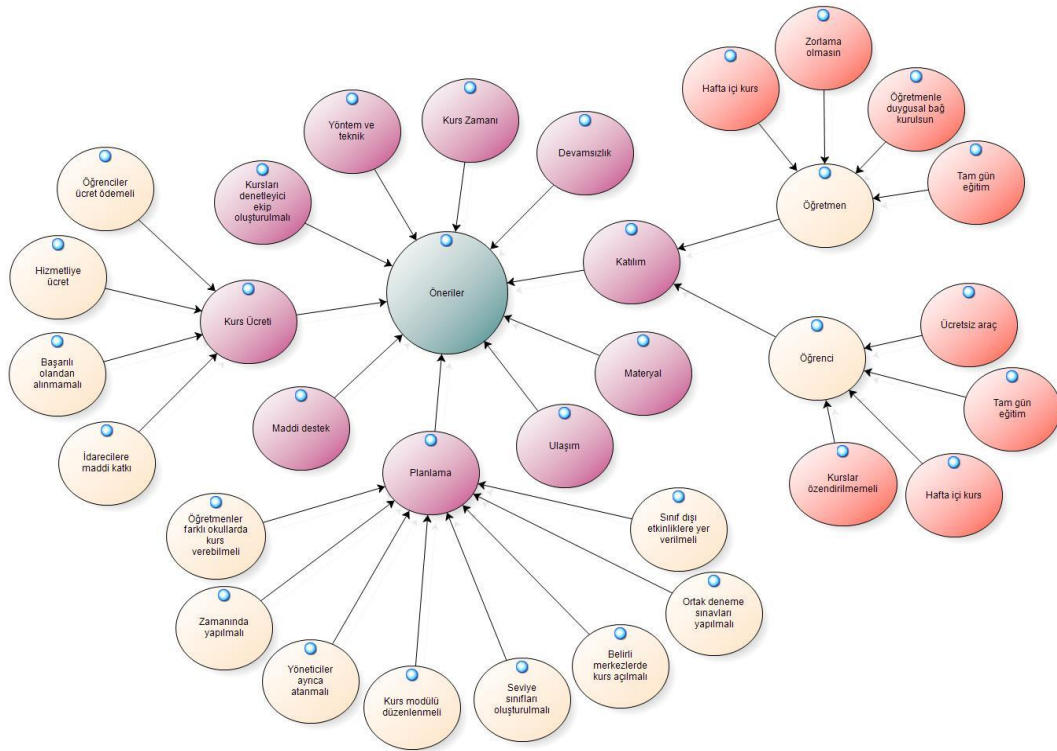 Zorlama
olmasın
Hafta içi kurs
Öğretmenle
duygusal bağ
kurulsun
Tam gün
eğitim
Öğretmen
Yöntem ve
teknik
Kurs Zamanı
Devamsızlık
Kursları
denetleyici
ekip
oluşturulmalı
Öğrenciler
ücret ödemeli
Hizmetliye
ücret
Başarılı
olandan
alınmamalı
İdarecilere
maddi katkı
Kurs Ücreti
Öneriler
Katılım
Materyal
Ulaşım
Maddi destek
Planlama
Öğrenci
Ücretsiz araç
Tam gün
eğitim
Hafta içi kurs
Kurslar
özendirilmemeli
Öğretmenler
farklı okullarda
kurs
verebilmeli
Zamanında
yapılmalı
Yöneticiler
ayrıca
atanmalı
Kurs modülü
düzenlenmeli
Seviye
sınıfları
oluşturulmalı
Belirli
merkezlerde
kurs açılmalı
Ortak deneme
sınavları
yapılmalı
Sınıf dışı
etkinliklere yer
verilmeli